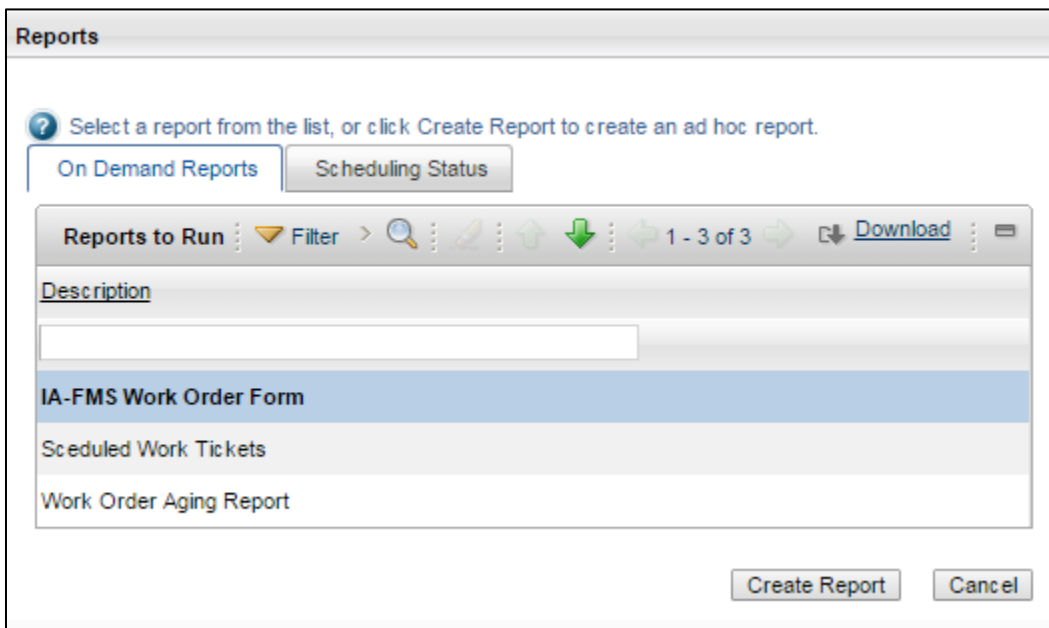 Reports
Select a report from the list, or click Create Report to create an ad hoc report.
On Demand Reports Scheduling Status
Reports to Run Filter > 1 - 3 of 3 Download
Description
IA-FMS Work Order Form
Sceduled Work Tickets
Work Order Aging Report
Create Report Cancel